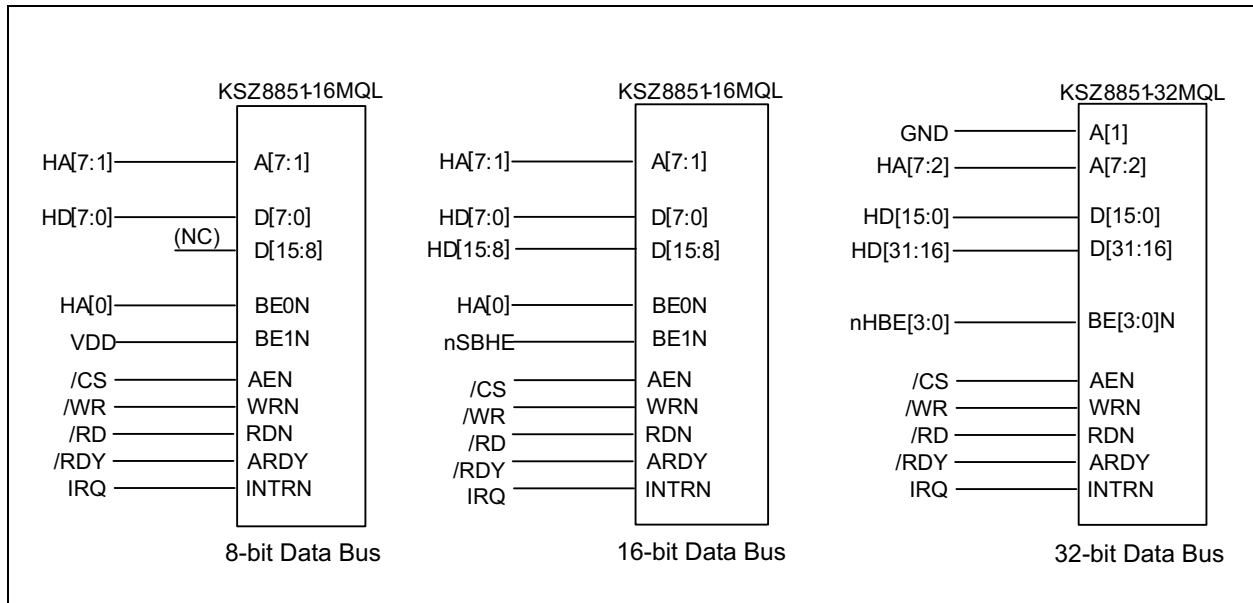 KSZ8851-16MQL
HA[7:1] A[7:1]
HD[7:0] D[7:0]
(NC) D[15:8]
HA[0] BE0N
VDD BE1N
/CS AEN
/WR WRN
/RD RDN
/RDY ARDY
IRQ INTRN
8-bit Data Bus
KSZ8851-16MQL
HA[7:1] A[7:1]
HD[7:0] D[7:0]
HD[15:8] D[15:8]
HA[0] BE0N
nSBHE BE1N
/CS AEN
/WR WRN
/RD RDN
/RDY ARDY
IRQ INTRN
16-bit Data Bus
KSZ8851-32MQL
GND A[1]
HA[7:2] A[7:2]
HD[15:0] D[15:0]
HD[31:16] D[31:16]
nHBE[3:0] BE[3:0]N
/CS AEN
/WR WRN
/RD RDN
/RDY ARDY
IRQ INTRN
32-bit Data Bus